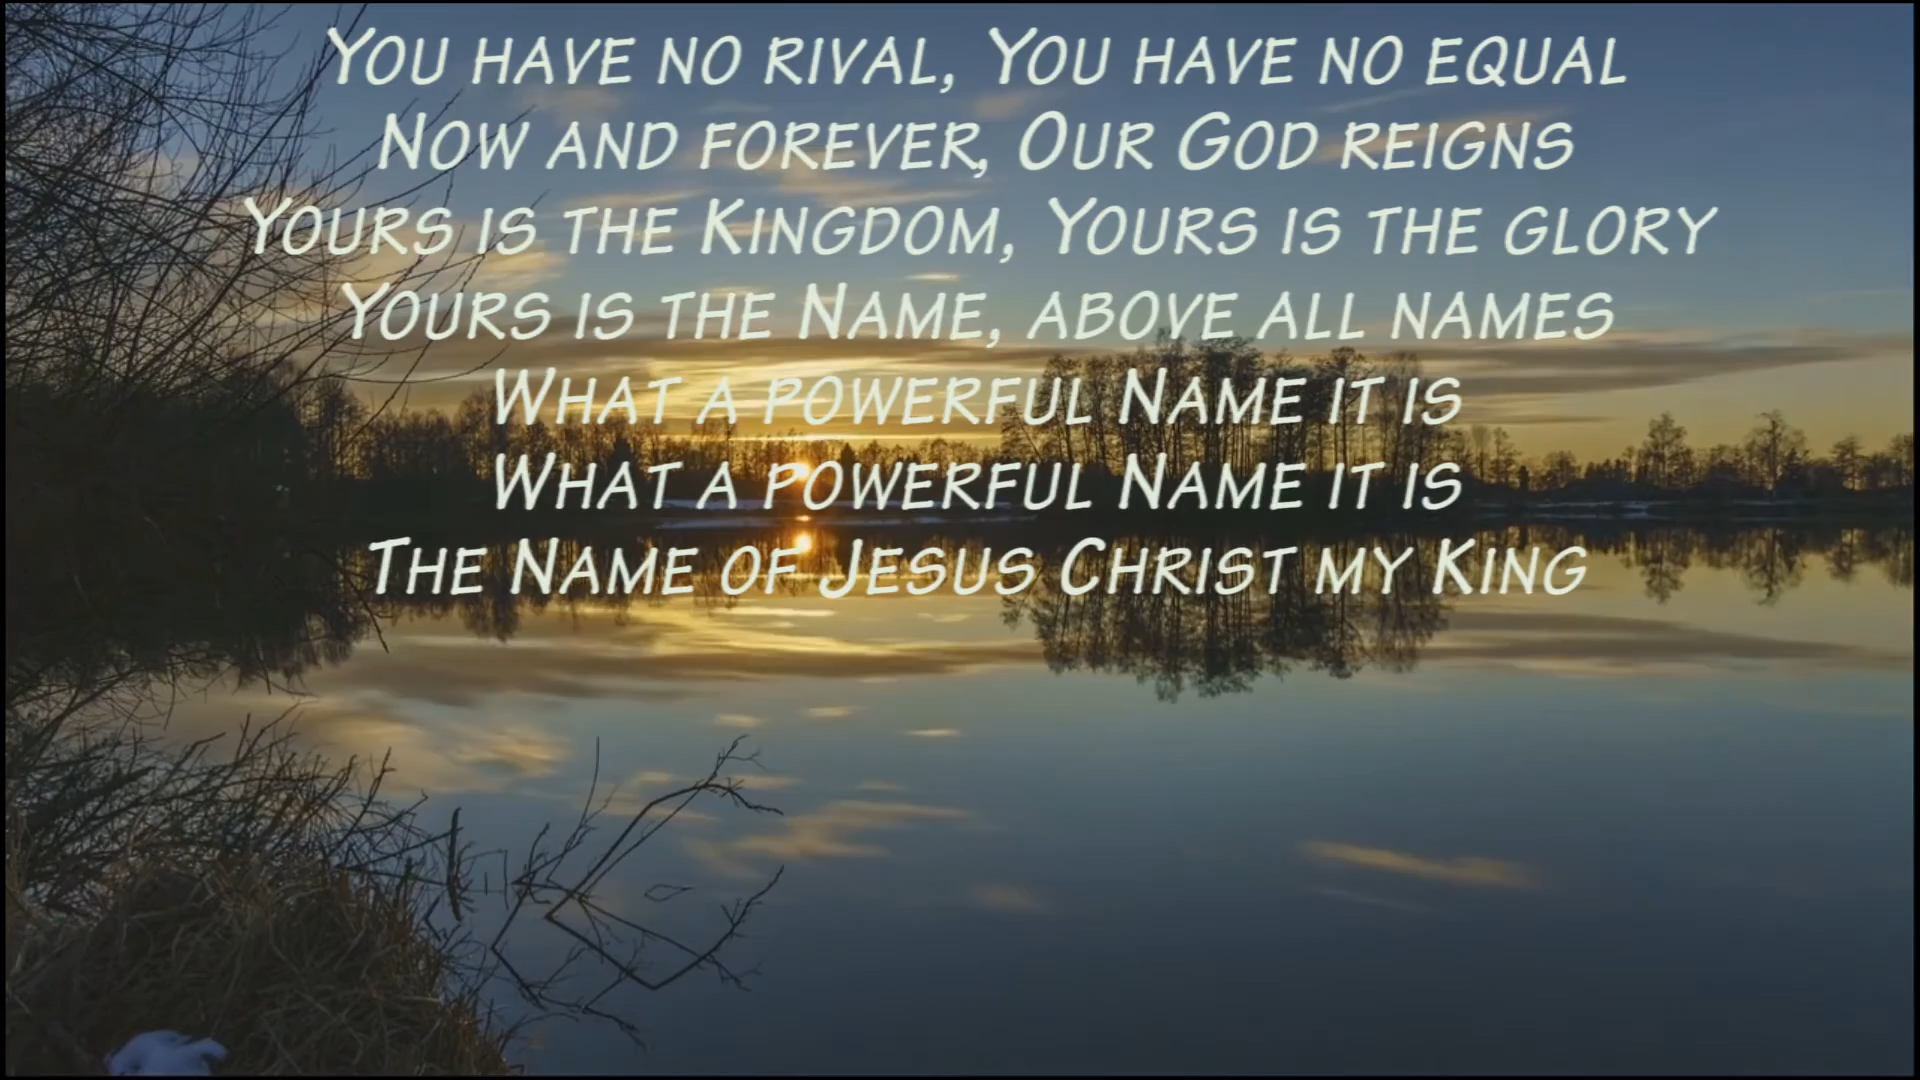 You have no rival, You have no equal
Now and forever, Our God reigns
Yours is the Kingdom, Yours is the glory
Yours is the Name, above all names
What a powerful Name it is
What a powerful Name it is
The Name of Jesus Christ my King